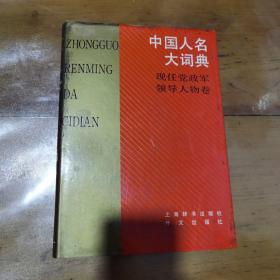 ZHONGGUO
RENMING
DA
CIDIAN
中国人名
大词典
现任党政军
领导人物卷
上海辞书出版社
外文出版社